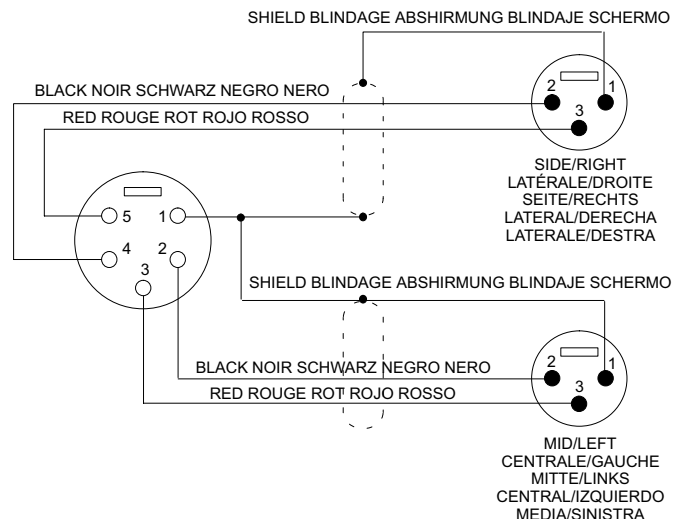 SHIELD BLINDAGE ABSHIRMUNG BLINDAJE SCHERMO
BLACK NOIR SCHWARZ NEGRO NERO
RED ROUGE ROT ROJO ROSSO
2 1
3
SIDE/RIGHT
LATÉRALE/DROITE
SEITE/RECHTS
LATERAL/DERECHA
LATERALE/DESTRA
5 1
4 2
3
SHIELD BLINDAGE ABSHIRMUNG BLINDAJE SCHERMO
BLACK NOIR SCHWARZ NEGRO NERO
RED ROUGE ROT ROJO ROSSO
2 1
3
MID/LEFT
CENTRALE/GAUCHE
MITTE/LINKS
CENTRAL/IZQUIERDO
MEDIA/SINISTRA